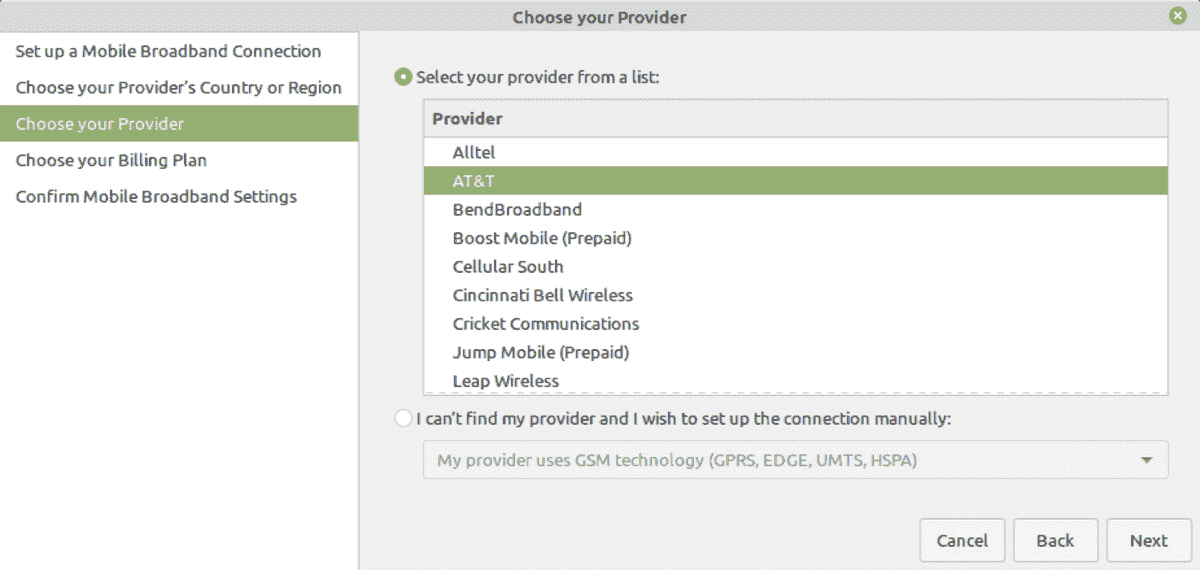 Choose your Provider
Set up a Mobile Broadband Connection
Choose your Provider's Country or Region
Choose your Provider
Choose your Billing Plan
Confirm Mobile Broadband Settings
Select your provider from a list:
Provider
Alltel
AT&T
BendBroadband
Boost Mobile (Prepaid)
Cellular South
Cincinnati Bell Wireless
Cricket Communications
Jump Mobile (Prepaid)
Leap Wireless
I can't find my provider and I wish to set up the connection manually:
My provider uses GSM technology (GPRS, EDGE, UMTS, HSPA)
Cancel Back Next